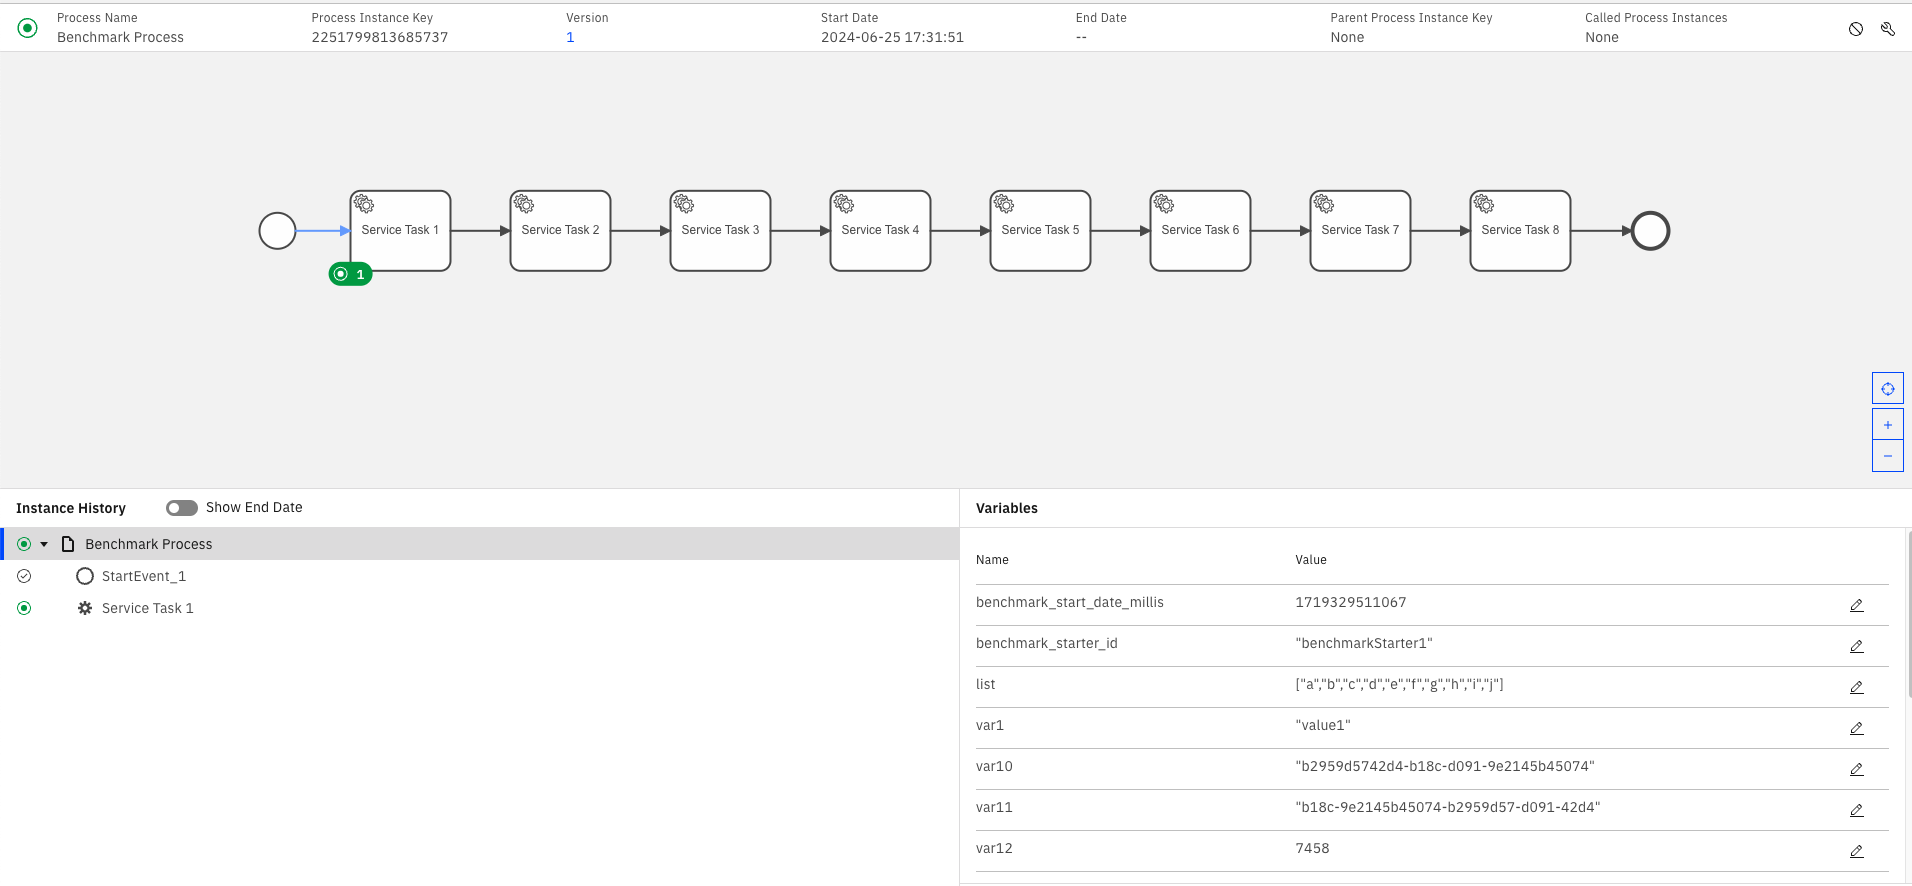 Process Name
Benchmark Process
Process Instance Key
2251799813685737
Version
1
Start Date
2024-06-25 17:31:51
End Date
--
Parent Process Instance Key
None
Called Process Instances
None
Service Task 1
Service Task 2
Service Task 3
Service Task 4
Service Task 5
Service Task 6
Service Task 7
Service Task 8
1
Instance History
Show End Date
Benchmark Process
StartEvent_1
Service Task 1
Variables
Name Value
benchmark_start_date_millis 1719329511067
benchmark_starter_id "benchmarkStarter1"
list ["a","b","c","d","e","f","g","h","i","j"]
var1 "value1"
var10 "b2959d5742d4-b18c-d091-9e2145b45074"
var11 "b18c-9e2145b45074-b2959d57-d091-42d4"
var12 7458